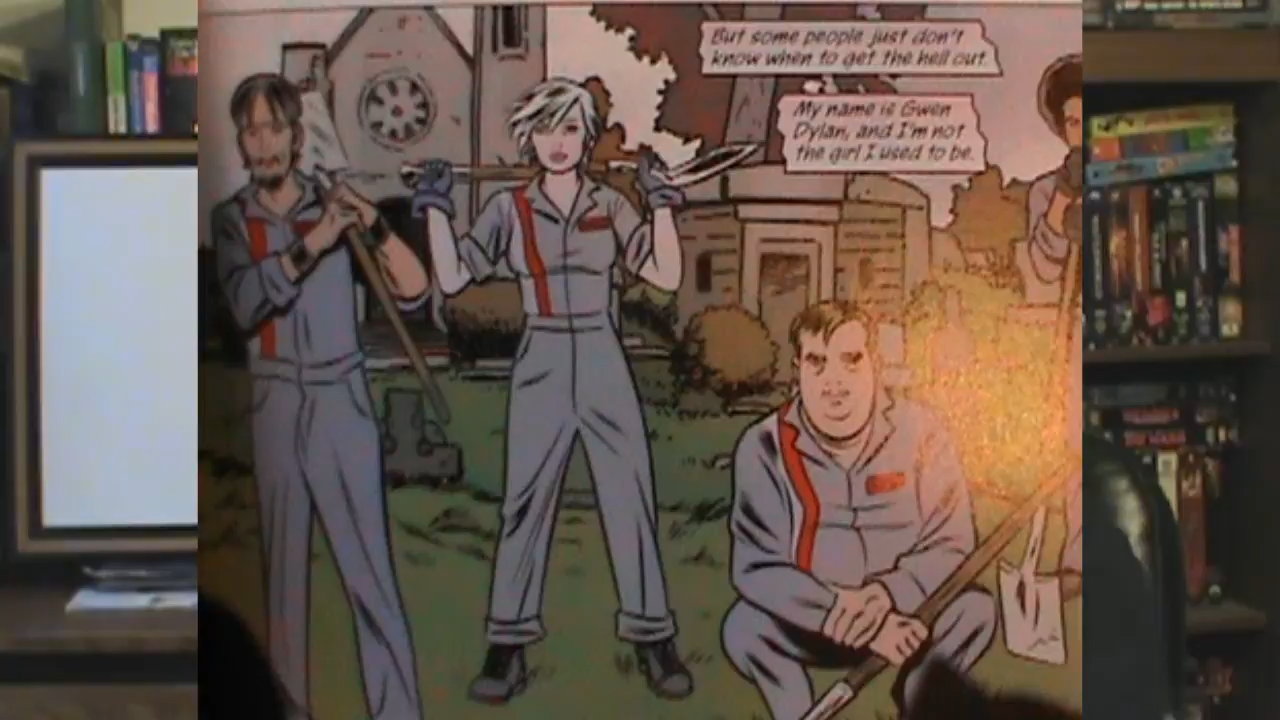 But some people just don't
know when to get the hell out.
My name is Gwen
Dylan, and I'm not
the girl I used to be.